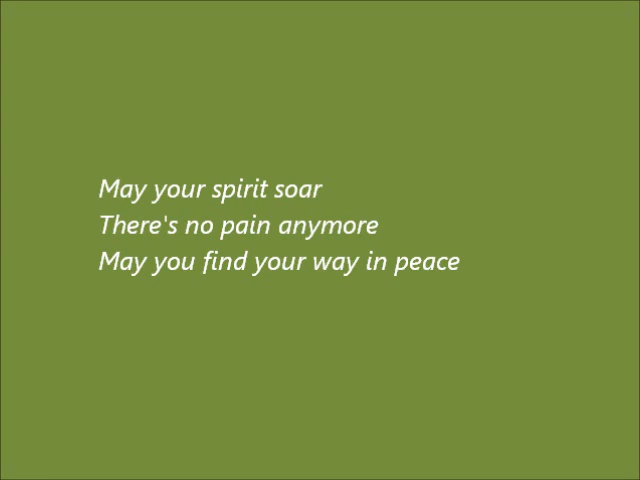 May your spirit soar
There's no pain anymore
May you find your way in peace